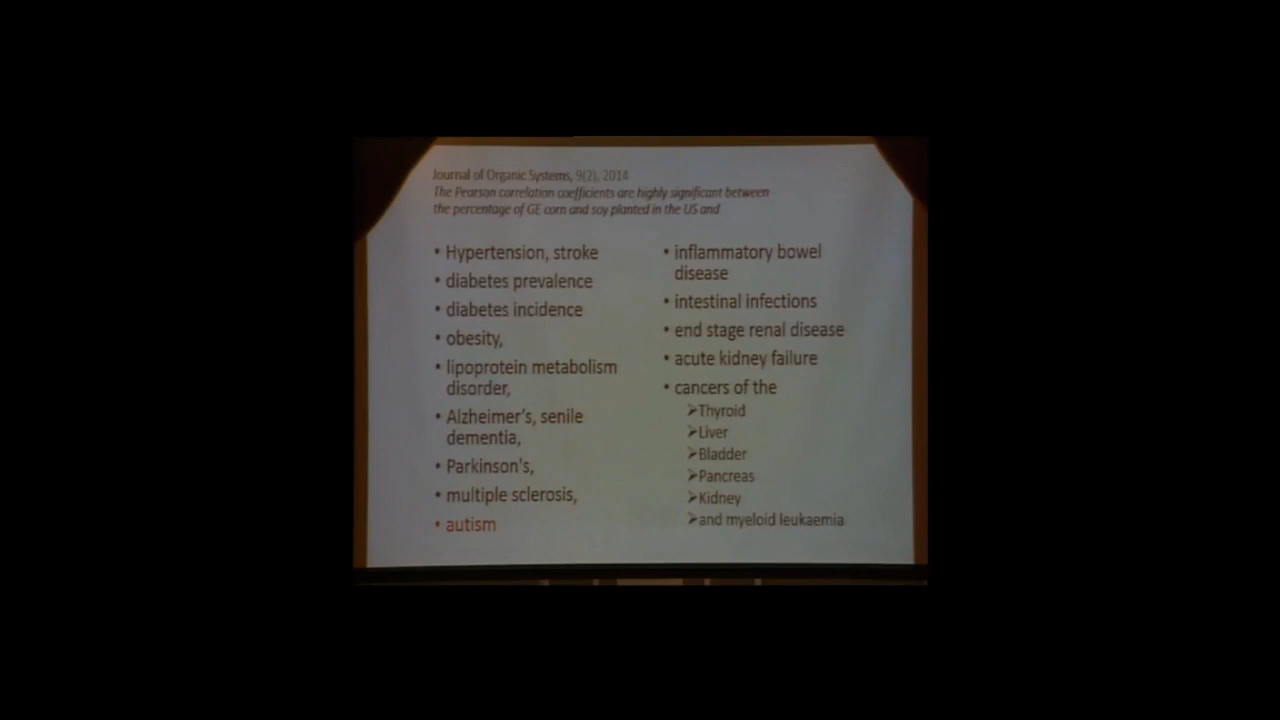 Journal of Organic Systems, 9(2), 2014
The Pearson correlation coefficients are highly significant between
the percentage of GE corn and soy planted in the US and
• Hypertension, stroke
• diabetes prevalence
• diabetes incidence
• obesity,
• lipoprotein metabolism
disorder,
• Alzheimer's, senile
dementia,
• Parkinson's,
• multiple sclerosis,
• autism
• inflammatory bowel
disease
• intestinal infections
• end stage renal disease
• acute kidney failure
• cancers of the
➢Thyroid
➢Liver
➢Bladder
➢Pancreas
➢Kidney
➢and myeloid leukaemia